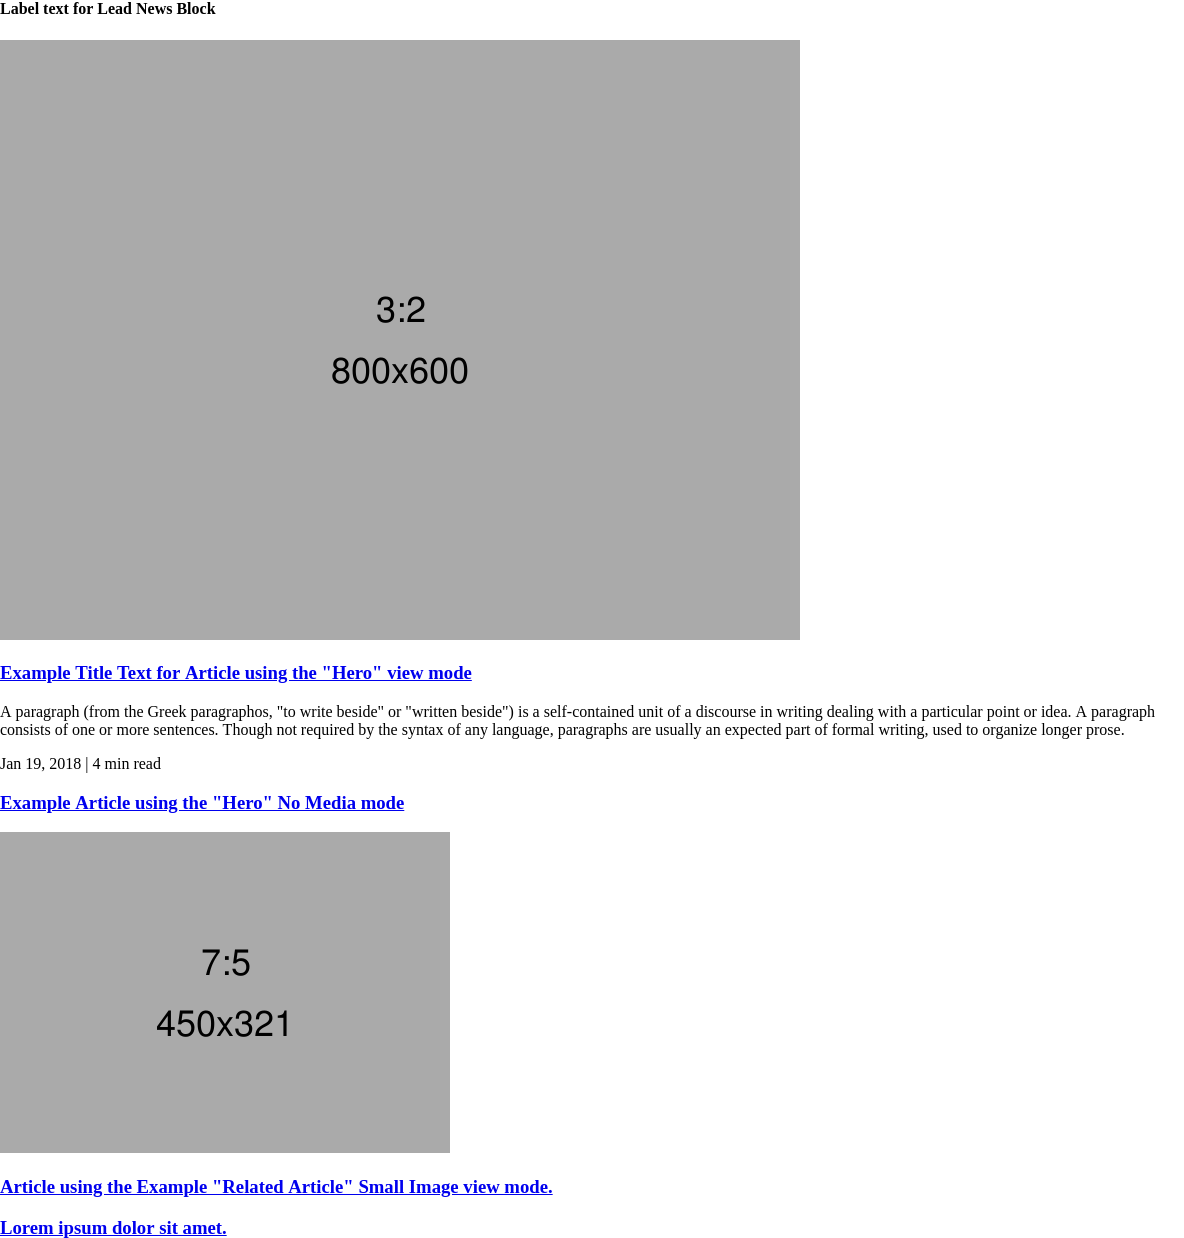 Label text for Lead News Block
3:2
800x600
Example Title Text for Article using the "Hero" view mode
A paragraph (from the Greek paragraphos, "to write beside" or "written beside") is a self-contained unit of a discourse in writing dealing with a particular point or idea. A paragraph
consists of one or more sentences. Though not required by the syntax of any language, paragraphs are usually an expected part of formal writing, used to organize longer prose.
Jan 19, 2018 | 4 min read
Example Article using the "Hero" No Media mode
7:5
450x321
Article using the Example "Related Article" Small Image view mode.
Lorem ipsum dolor sit amet.